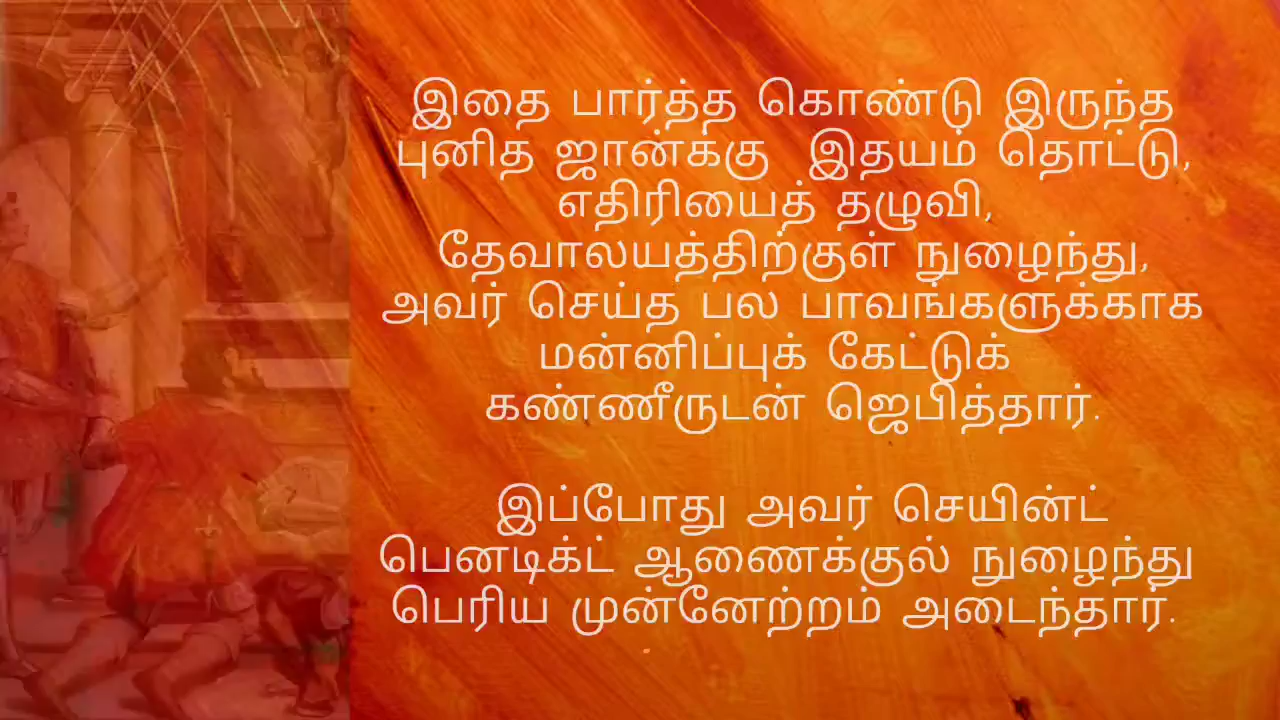 இதை பார்த்த கொண்டு இருந்த
புனித ஜான்க்கு இதயம் தொட்டு,
எதிரியைத் தழுவி,
தேவாலயத்திற்குள் நுழைந்து,
அவர் செய்த பல பாவங்களுக்காக
மன்னிப்புக் கேட்டுக்
கண்ணீருடன் ஜெபித்தார்.
இப்போது அவர் செயின்ட்
பெனடிக்ட் ஆணைக்குல் நுழைந்து
பெரிய முன்னேற்றம் அடைந்தார்.